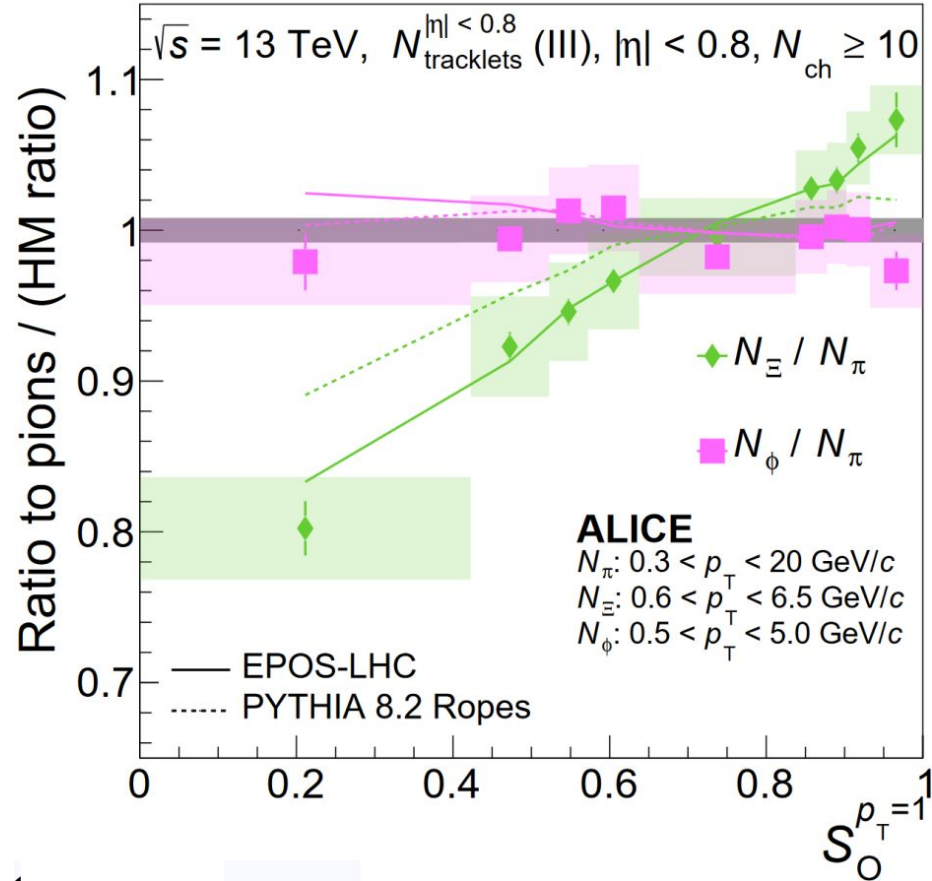 √s = 13 TeV, N_tracklets^|η| < 0.8 (III), |η| < 0.8, N_ch ≥ 10
Ratio to pions / (HM ratio)
1.1
1
0.9
0.8
0.7
N_Ξ / N_π
N_ϕ / N_π
ALICE
N_π: 0.3 < p_T < 20 GeV/c
N_Ξ: 0.6 < p_T < 6.5 GeV/c
N_ϕ: 0.5 < p_T < 5.0 GeV/c
EPOS-LHC
PYTHIA 8.2 Ropes
0 0.2 0.4 0.6 0.8 1
S_O^p_T=1